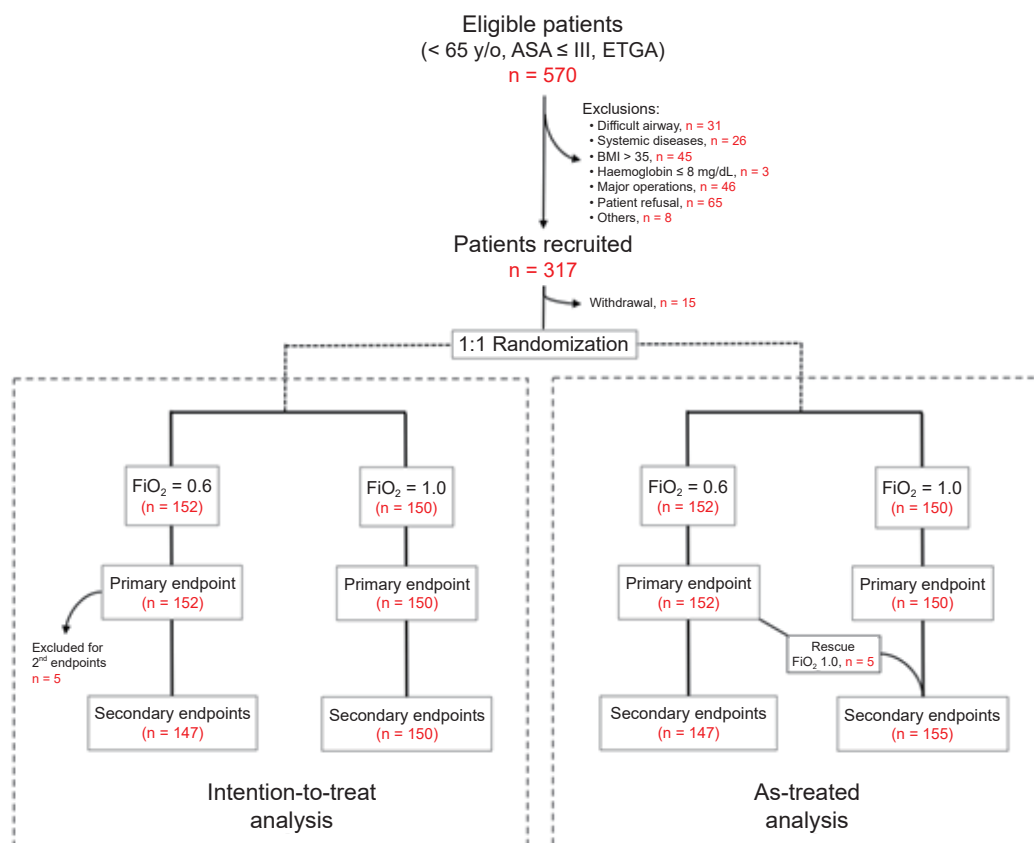 Eligible patients
(< 65 y/o, ASA ≤ III, ETGA)
n = 570
Exclusions:
• Difficult airway, n = 31
• Systemic diseases, n = 26
• BMI > 35, n = 45
• Haemoglobin ≤ 8 mg/dL, n = 3
• Major operations, n = 46
• Patient refusal, n = 65
• Others, n = 8
Patients recruited
n = 317
Withdrawal, n = 15
1:1 Randomization
FiO₂ = 0.6
(n = 152)
FiO₂ = 1.0
(n = 150)
Primary endpoint
(n = 152)
Primary endpoint
(n = 150)
Excluded for
2nd endpoints
n = 5
Secondary endpoints
(n = 147)
Secondary endpoints
(n = 150)
Intention-to-treat
analysis
FiO₂ = 0.6
(n = 152)
FiO₂ = 1.0
(n = 150)
Primary endpoint
(n = 152)
Primary endpoint
(n = 150)
Rescue
FiO₂ 1.0, n = 5
Secondary endpoints
(n = 147)
Secondary endpoints
(n = 155)
As-treated
analysis